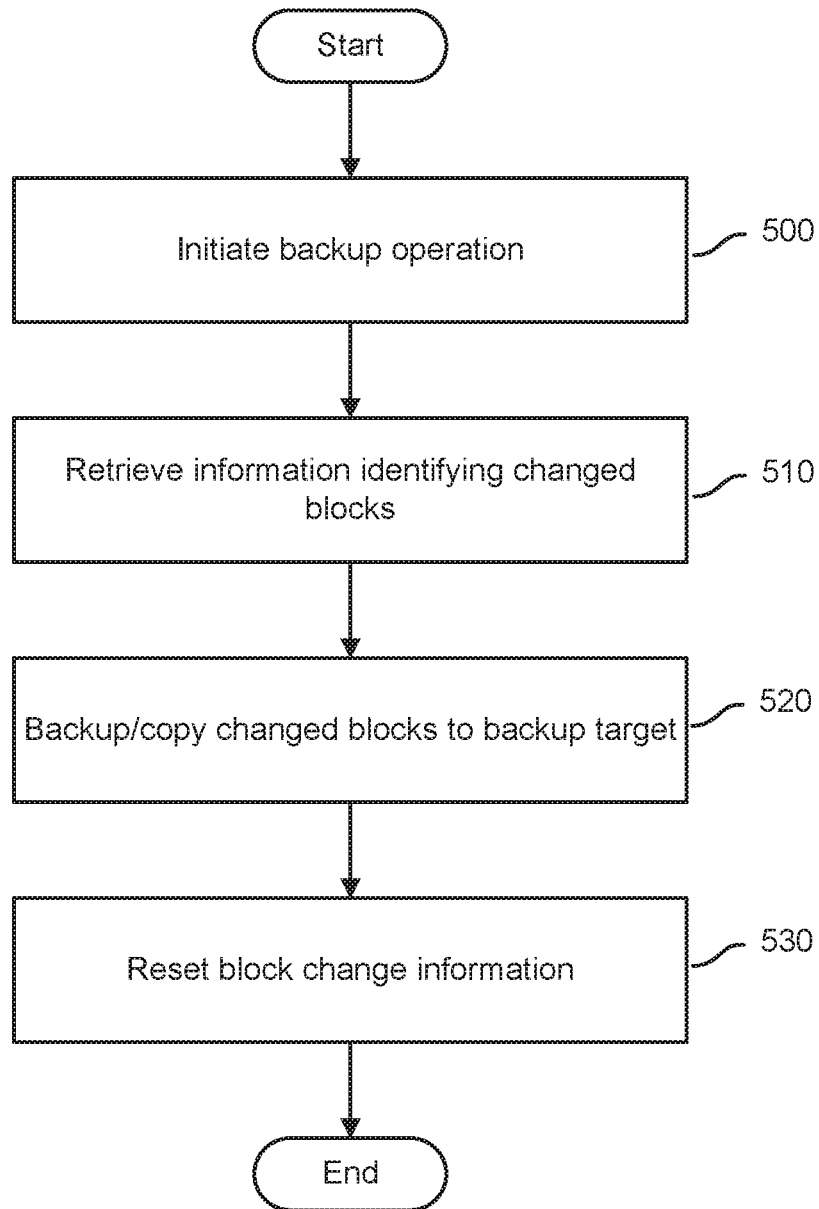 Start
Initiate backup operation
500
Retrieve information identifying changed
blocks
510
Backup/copy changed blocks to backup target
520
Reset block change information
530
End